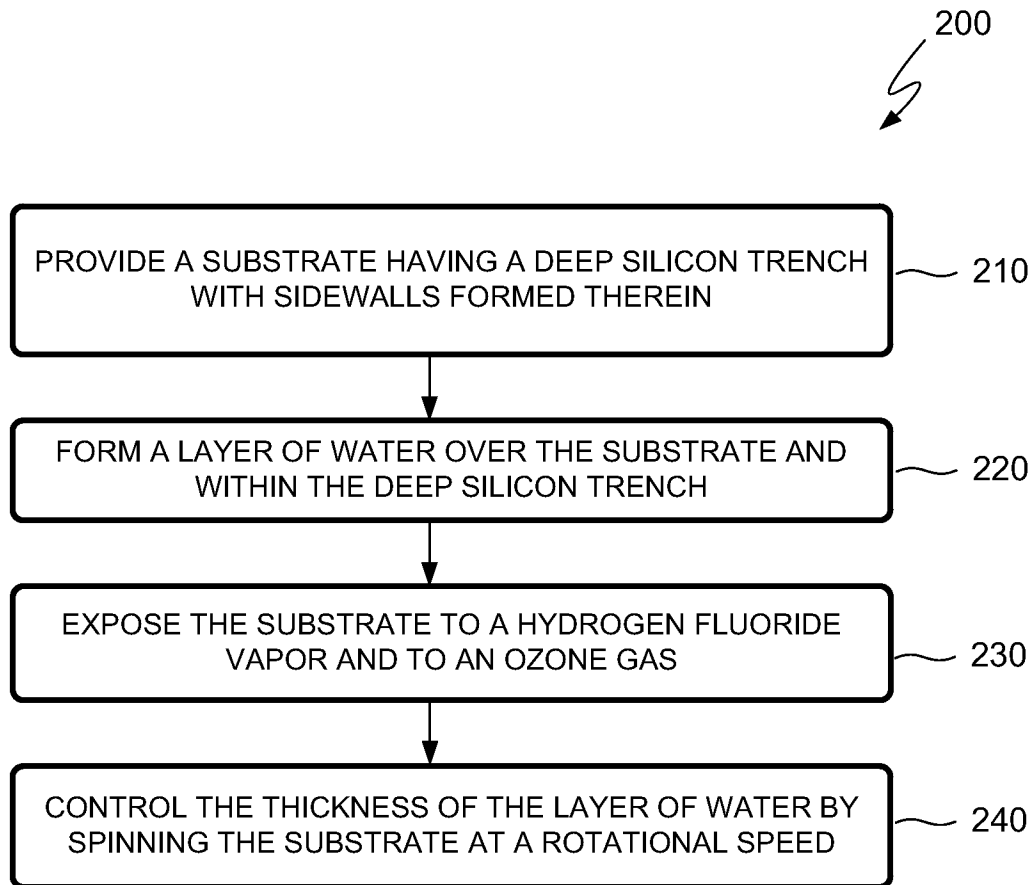 200
PROVIDE A SUBSTRATE HAVING A DEEP SILICON TRENCH
WITH SIDEWALLS FORMED THEREIN
210
FORM A LAYER OF WATER OVER THE SUBSTRATE AND
WITHIN THE DEEP SILICON TRENCH
220
EXPOSE THE SUBSTRATE TO A HYDROGEN FLUORIDE
VAPOR AND TO AN OZONE GAS
230
CONTROL THE THICKNESS OF THE LAYER OF WATER BY
SPINNING THE SUBSTRATE AT A ROTATIONAL SPEED
240